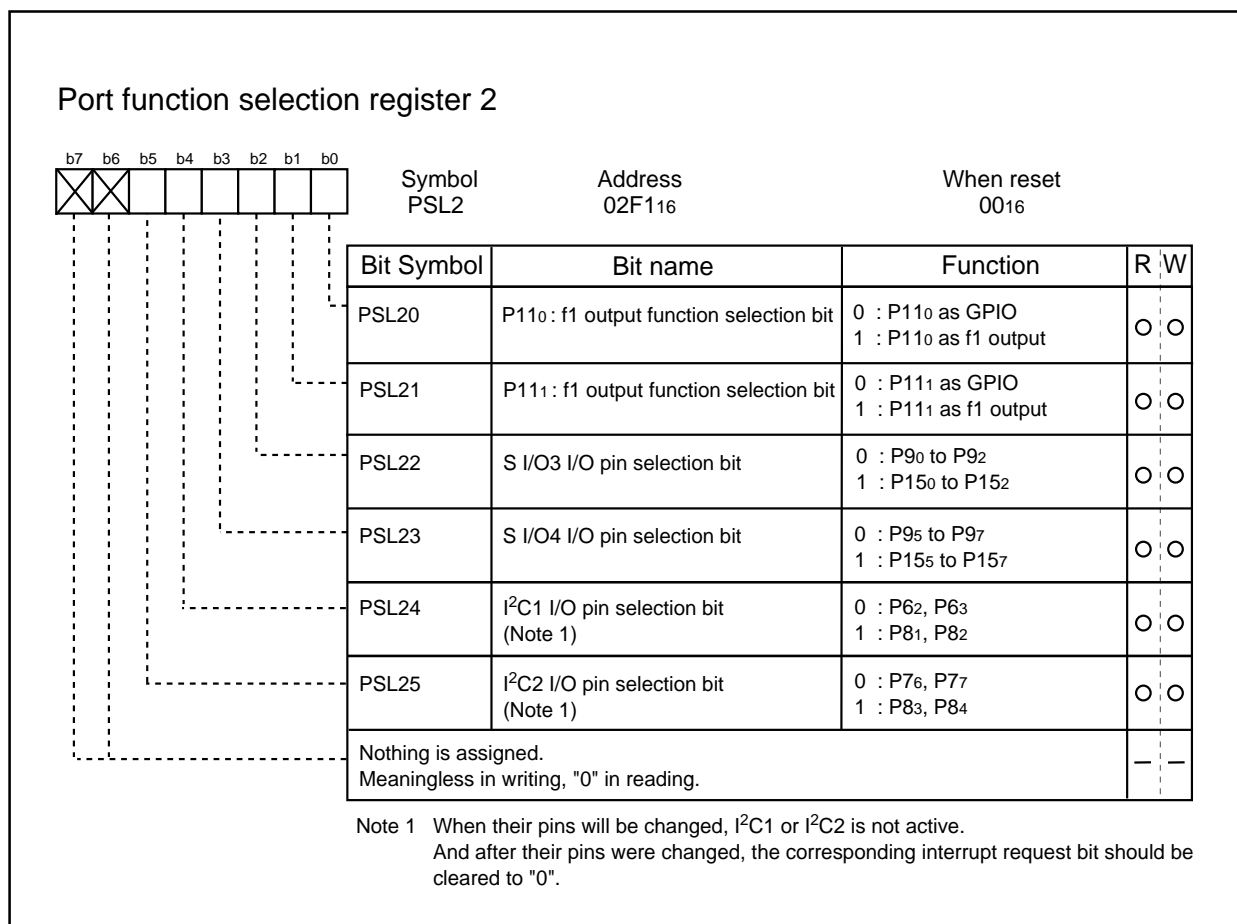 Port function selection register 2
b7 b6 b5 b4 b3 b2 b1 b0
Symbol Address When reset
PSL2 02F116 0016
Bit Symbol Bit name Function R W
PSL20 P110 : f1 output function selection bit 0 : P110 as GPIO
1 : P110 as f1 output
PSL21 P111 : f1 output function selection bit 0 : P111 as GPIO
1 : P111 as f1 output
PSL22 S I/O3 I/O pin selection bit 0 : P90 to P92
1 : P150 to P152
PSL23 S I/O4 I/O pin selection bit 0 : P95 to P97
1 : P155 to P157
PSL24 I2C1 I/O pin selection bit 0 : P62, P63
(Note 1) 1 : P81, P82
PSL25 I2C2 I/O pin selection bit 0 : P76, P77
(Note 1) 1 : P83, P84
Nothing is assigned.
Meaningless in writing, "0" in reading. – –
Note 1 When their pins will be changed, I2C1 or I2C2 is not active.
And after their pins were changed, the corresponding interrupt request bit should be
cleared to "0".